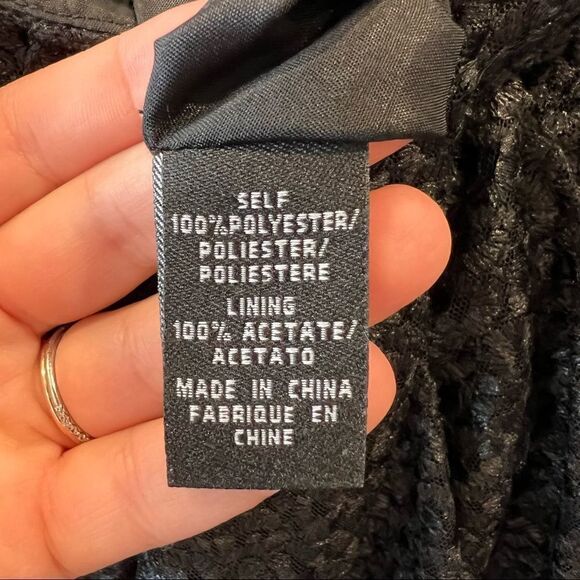 SELF
100%POLYESTER/
POLIESTER/
POLIESTERE
LINING
100% ACETATE/
ACETATO
MADE IN CHINA
FABRIQUE EN
CHINE